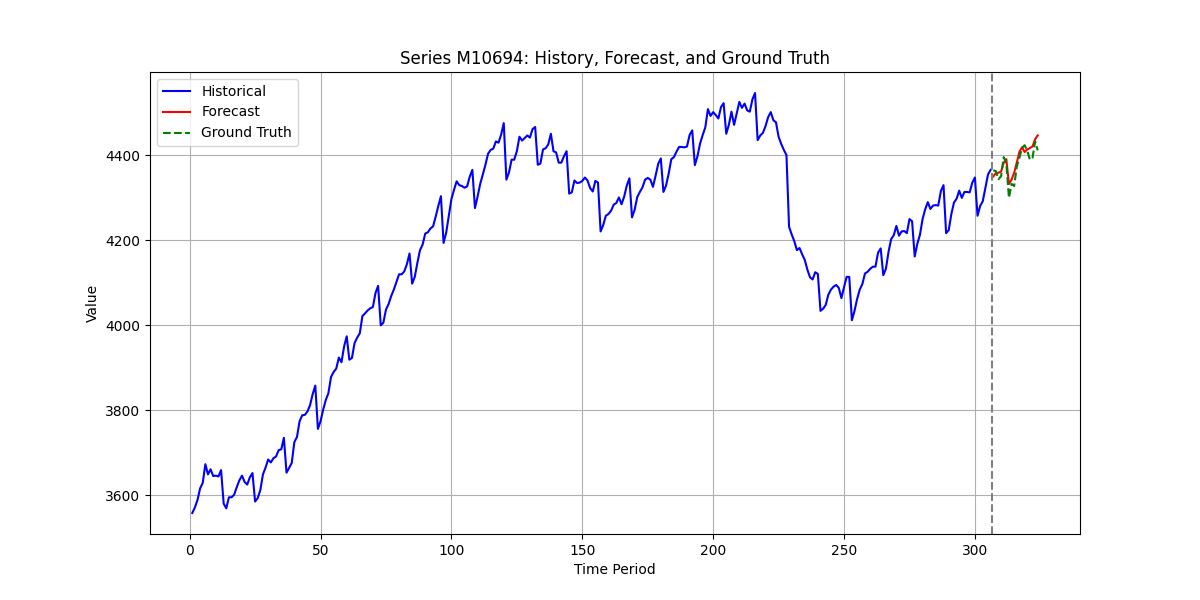 Series M10694: History, Forecast, and Ground Truth
Historical
Forecast
Ground Truth
Value
4400
4200
4000
3800
3600
0 50 100 150 200 250 300
Time Period